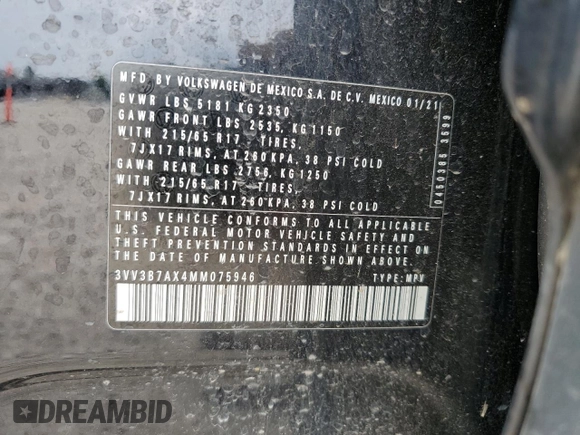 MFD BY VOLKSWAGEN DE MEXICO S.A. DE C.V. MEXICO 01/21
GVWR LBS 5181 KG 2350
GAWR FRONT LBS 2535, KG 1150
WITH 215/65 R17 TIRES,
7JX17 RIMS, AT 260 KPA, 38 PSI COLD
GAWR REAR LBS 2756, KG 1250
WITH 215/65 R17 TIRES,
7JX17 RIMS, AT 260 KPA, 38 PSI COLD
THIS VEHICLE CONFORMS TO ALL APPLICABLE
U.S. FEDERAL MOTOR VEHICLE SAFETY AND
THEFT PREVENTION STANDARDS IN EFFECT ON
THE DATE OF MANUFACTURE SHOWN ABOVE.
3VV3B7AX4MM075946 TYPE: MPV
0450365 3599
DREAMBID